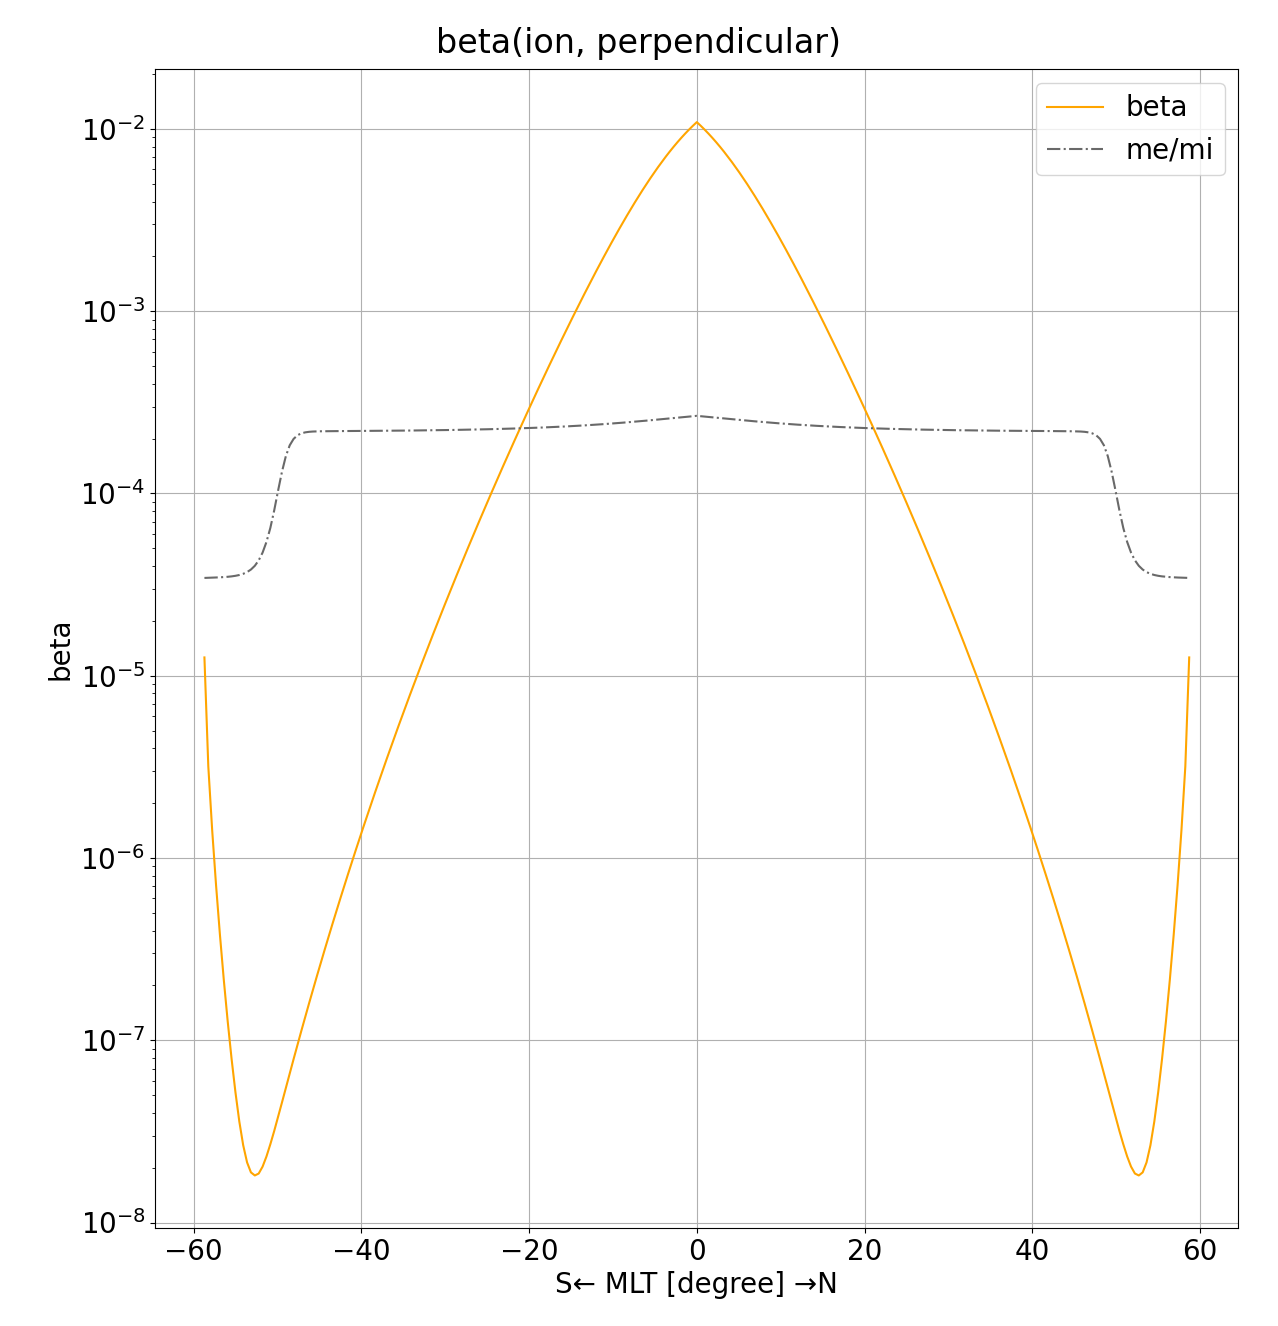 beta(ion, perpendicular)
beta
me/mi
10⁻²
10⁻³
10⁻⁴
10⁻⁵
10⁻⁶
10⁻⁷
10⁻⁸
beta
−60 −40 −20 0 20 40 60
S← MLT [degree] →N